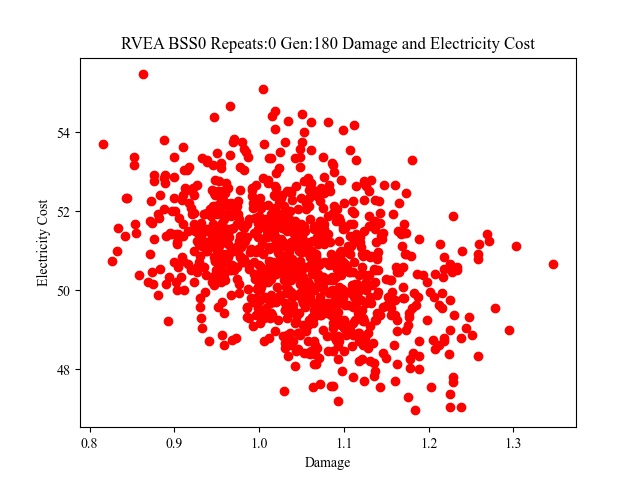 RVEA BSS0 Repeats:0 Gen:180 Damage and Electricity Cost
54
52
50
48
Electricity Cost
0.8 0.9 1.0 1.1 1.2 1.3
Damage